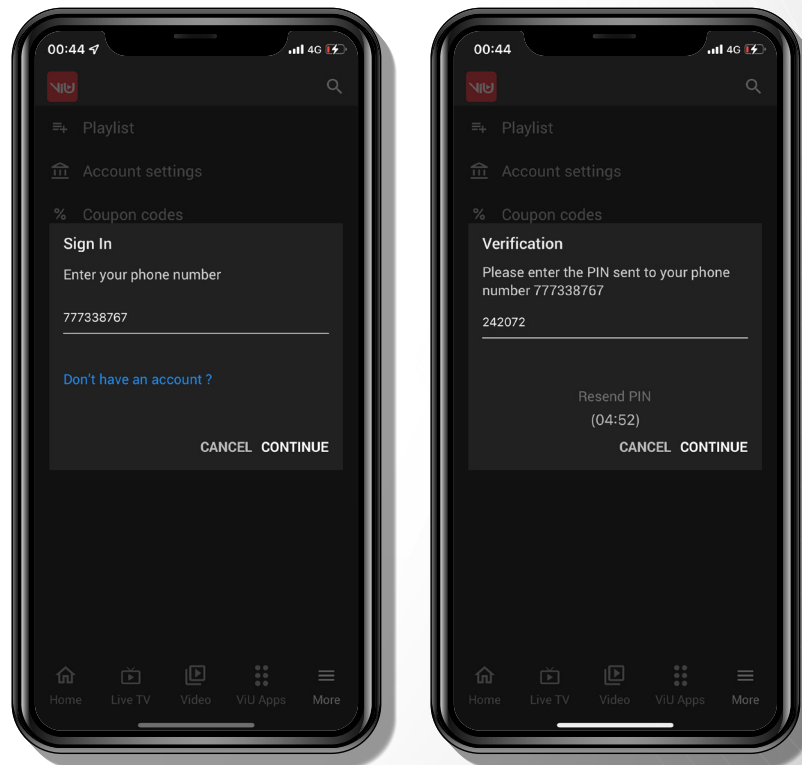 00:44
4G
ViU
Playlist
Account settings
Coupon codes
Sign In
Enter your phone number
777338767
Don't have an account ?
CANCEL CONTINUE
Home Live TV Video ViU Apps More
00:44
4G
ViU
Playlist
Account settings
Coupon codes
Verification
Please enter the PIN sent to your phone
number 777338767
242072
Resend PIN
(04:52)
CANCEL CONTINUE
Home Live TV Video ViU Apps More